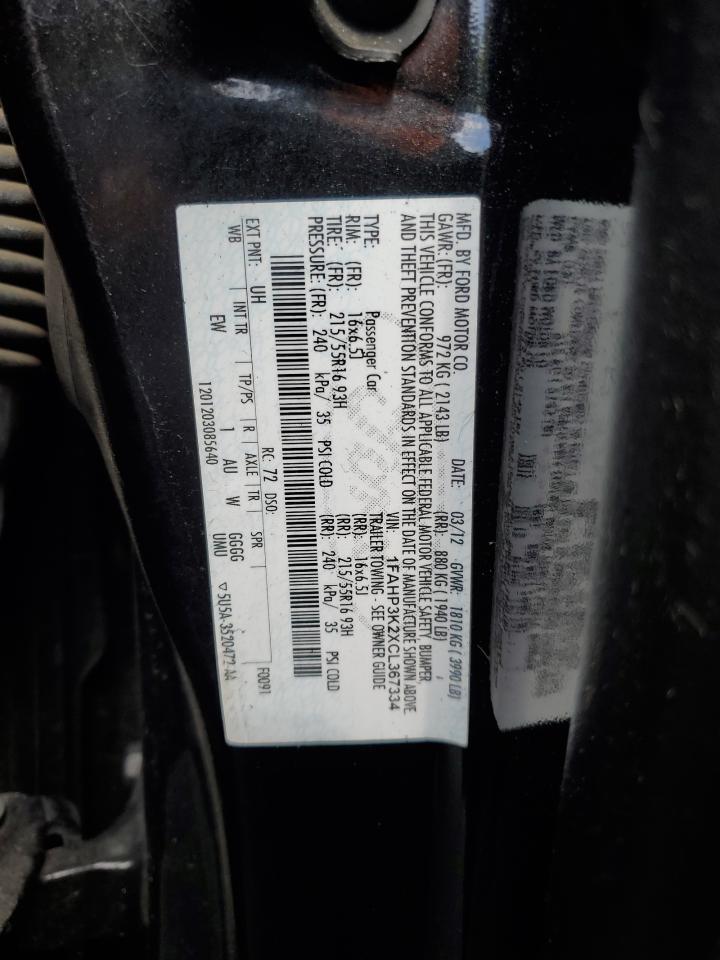 MFD. BY FORD MOTOR CO.
DATE: 03/12 GVWR: 1810 KG ( 3990 LB)
GAWR: (FR): 972 KG ( 2143 LB) (RR): 880 KG ( 1940 LB)
THIS VEHICLE CONFORMS TO ALL APPLICABLE FEDERAL MOTOR VEHICLE SAFETY, BUMPER,
AND THEFT PREVENTION STANDARDS IN EFFECT ON THE DATE OF MANUFACTURE SHOWN ABOVE
VIN: 1FAHP3K2XCL367334
TYPE: Passenger Car TRAILER TOWING - SEE OWNER GUIDE
RIM: (FR): 16x6.5J (RR): 16x6.5J
TIRE: (FR): 215/55R16 93H (RR): 215/55R16 93H
PRESSURE: (FR): 240 kPa/ 35 PSI COLD (RR): 240 kPa/ 35 PSI COLD
F0091
EXT PNT: UH RC: 72 DSO:
WB INT TR TP/PS R AXLE TR SPR
EW 1 AU W GGGG
UMU ▽5U5A-3520472-AA
1201203085640